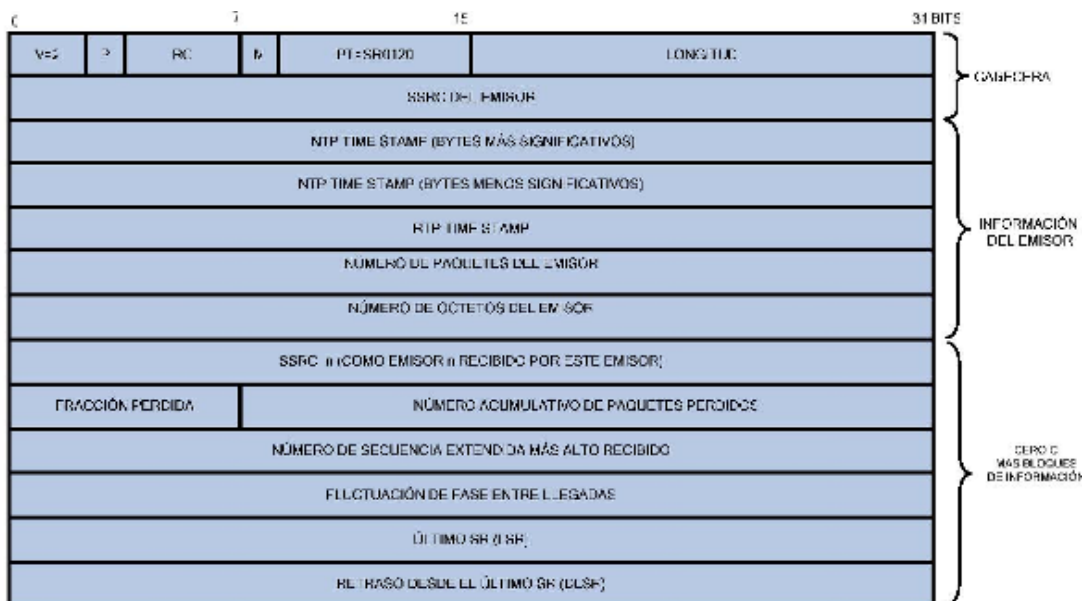 0 7 15 31 BITS
V=2 P RC M PT=SR0120 LONGITUD
CABECERA
SSRC DEL EMISOR
NTP TIME STAMP (BYTES MÁS SIGNIFICATIVOS)
NTP TIME STAMP (BYTES MENOS SIGNIFICATIVOS)
RTP TIME STAMP
INFORMACIÓN
DEL EMISOR
NÚMERO DE PAQUETES DEL EMISOR
NÚMERO DE OCTETOS DEL EMISOR
SSRC n (COMO EMISOR n RECIBIDO POR ESTE EMISOR)
FRACCIÓN PERDIDA NÚMERO ACUMULATIVO DE PAQUETES PERDIDOS
NÚMERO DE SECUENCIA EXTENDIDA MÁS ALTO RECIBIDO
CERO O
MAS BLOQUES
DE INFORMACIÓN
FLUCTUACIÓN DE FASE ENTRE LLEGADAS
ÚLTIMO SR (LSR)
RETRASO DESDE EL ÚLTIMO SR (DLSR)